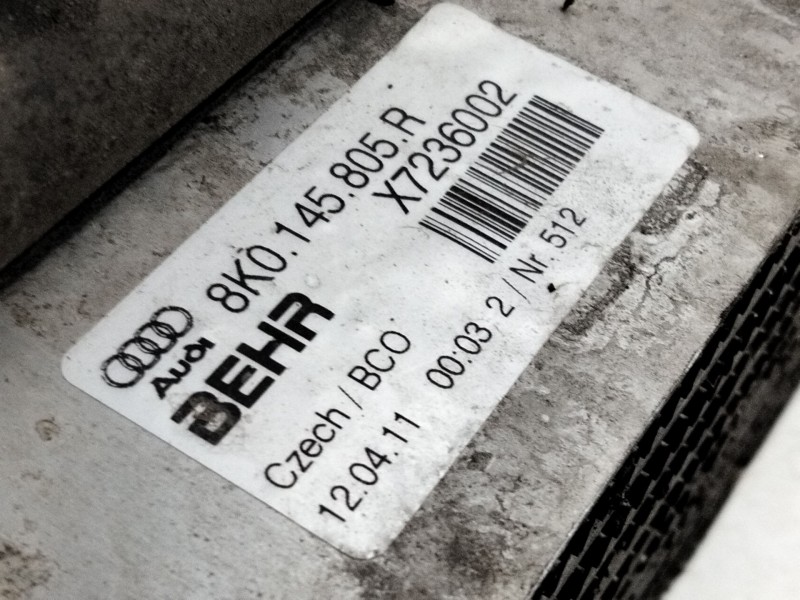 Audi 8K0.145.805.R
X7236002
BEHR
Czech / BCO
12.04.11 00:03 2 / Nr. 512